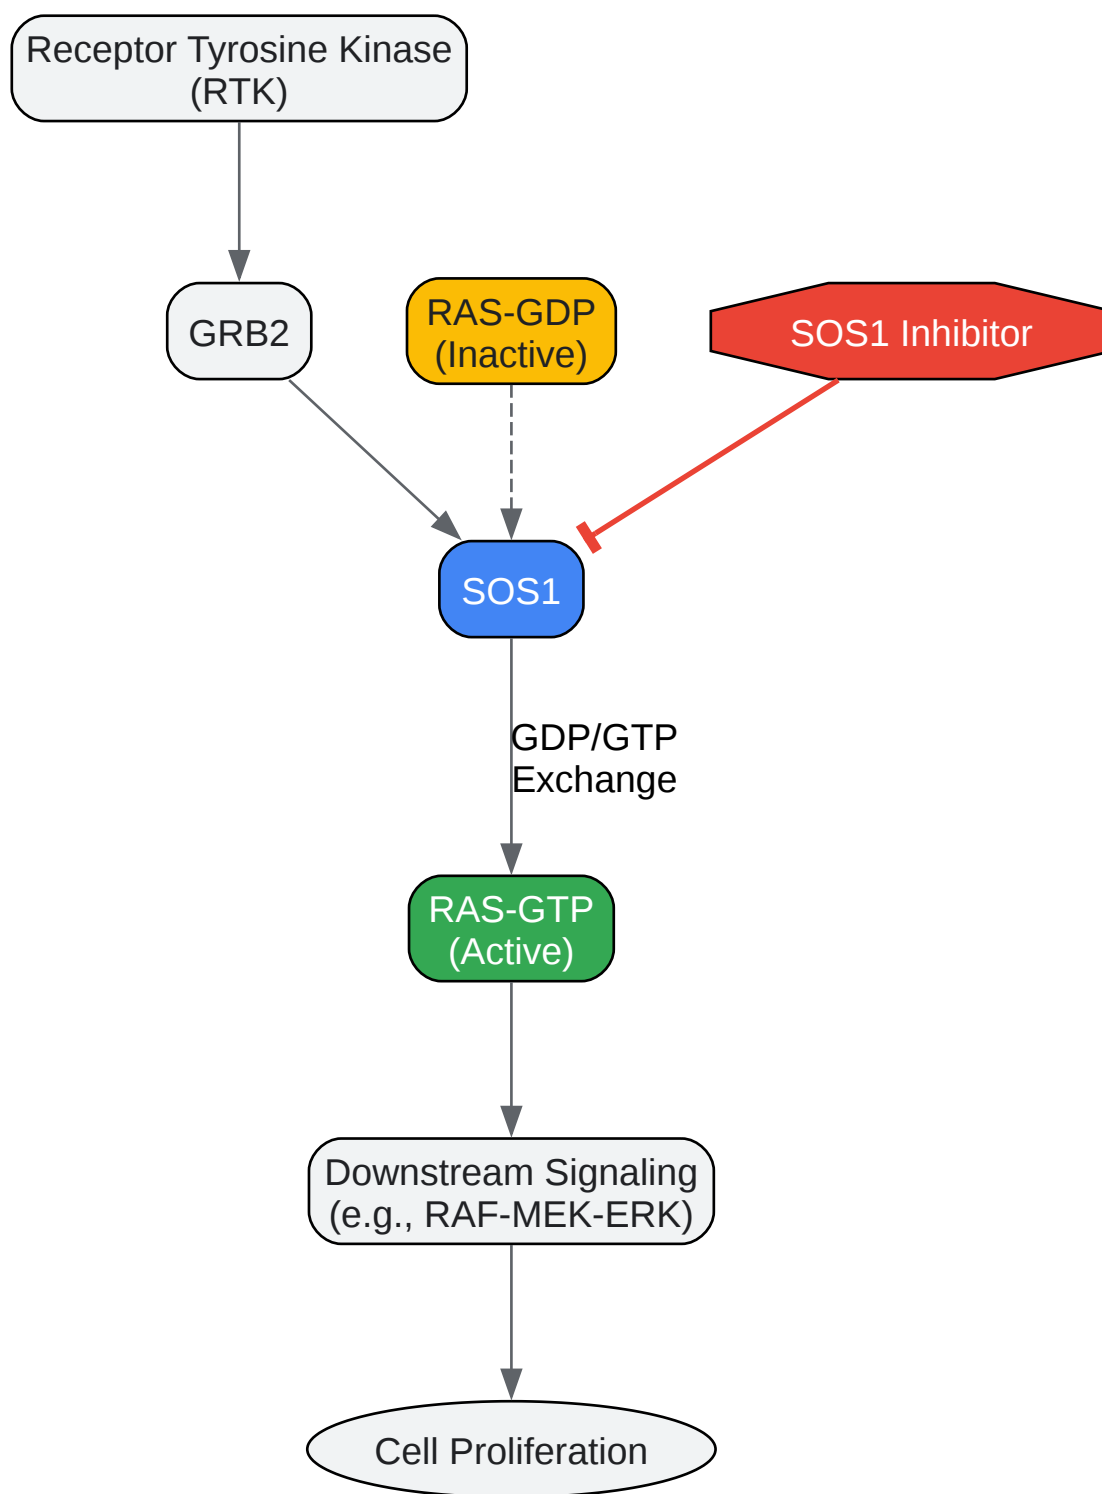 Receptor Tyrosine Kinase
(RTK)
GRB2
RAS-GDP
(Inactive)
SOS1 Inhibitor
SOS1
GDP/GTP
Exchange
RAS-GTP
(Active)
Downstream Signaling
(e.g., RAF-MEK-ERK)
Cell Proliferation